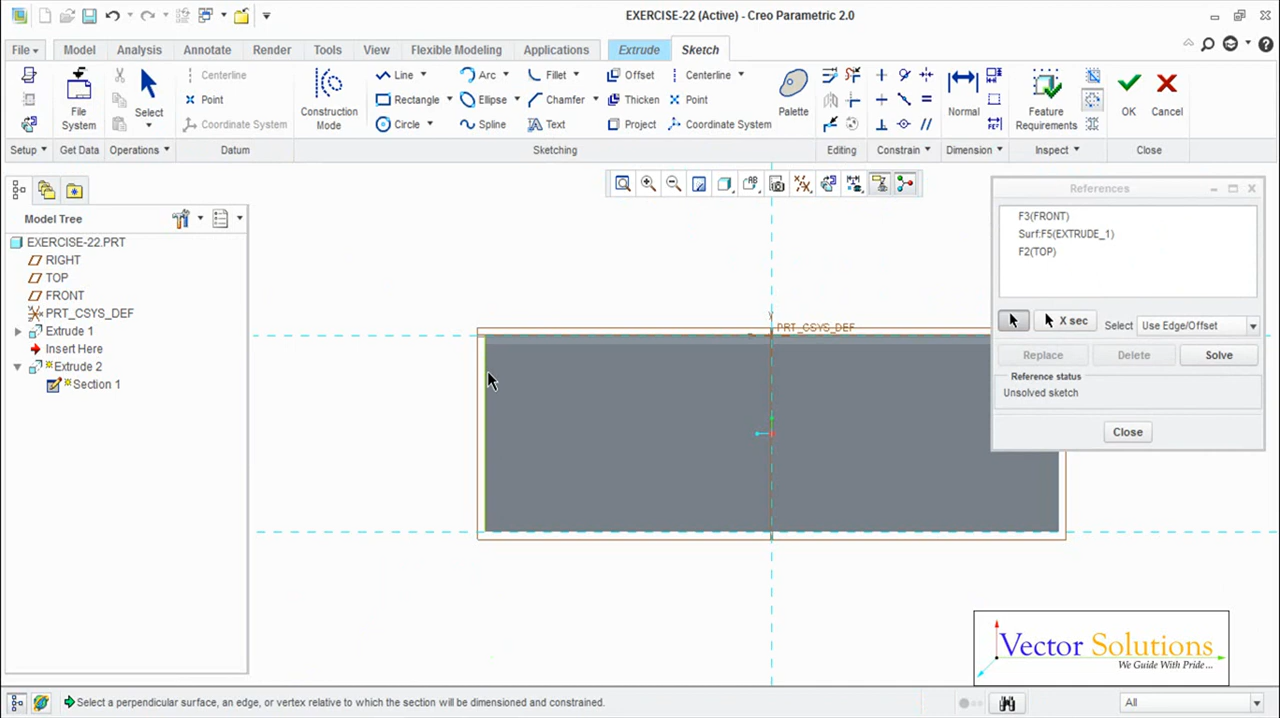 EXERCISE-22 (Active) - Creo Parametric 2.0
File Model Analysis Annotate Render Tools View Flexible Modeling Applications Extrude Sketch
Centerline
Point
Coordinate System
File System
Select
Construction Mode
Line Arc Fillet Offset Centerline
Rectangle Ellipse Chamfer Thicken Point
Circle Spline Text Project Coordinate System
Palette
Normal
Feature Requirements
OK Cancel
Setup Get Data Operations Datum Sketching Editing Constrain Dimension Inspect Close
Model Tree
EXERCISE-22.PRT
RIGHT
TOP
FRONT
PRT_CSYS_DEF
Extrude 1
Insert Here
Extrude 2
Section 1
Y
PRT_CSYS_DEF
References
F3(FRONT)
Surf:F5(EXTRUDE_1)
F2(TOP)
X sec Select Use Edge/Offset
Replace Delete Solve
Reference status
Unsolved sketch
Close
Vector Solutions
We Guide With Pride...
Select a perpendicular surface, an edge, or vertex relative to which the section will be dimensioned and constrained.
All